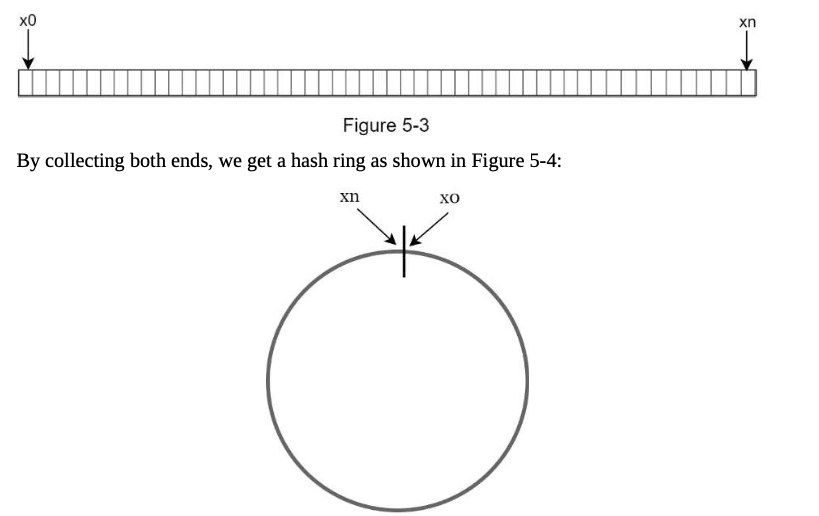 x0
xn
Figure 5-3
By collecting both ends, we get a hash ring as shown in Figure 5-4:
xn
xo